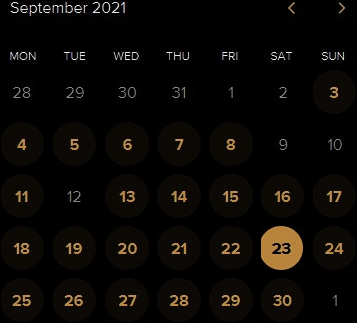 September 2021
MON TUE WED THU FRI SAT SUN
28 29 30 31 1 2 3
4 5 6 7 8 9 10
11 12 13 14 15 16 17
18 19 20 21 22 23 24
25 26 27 28 29 30 1